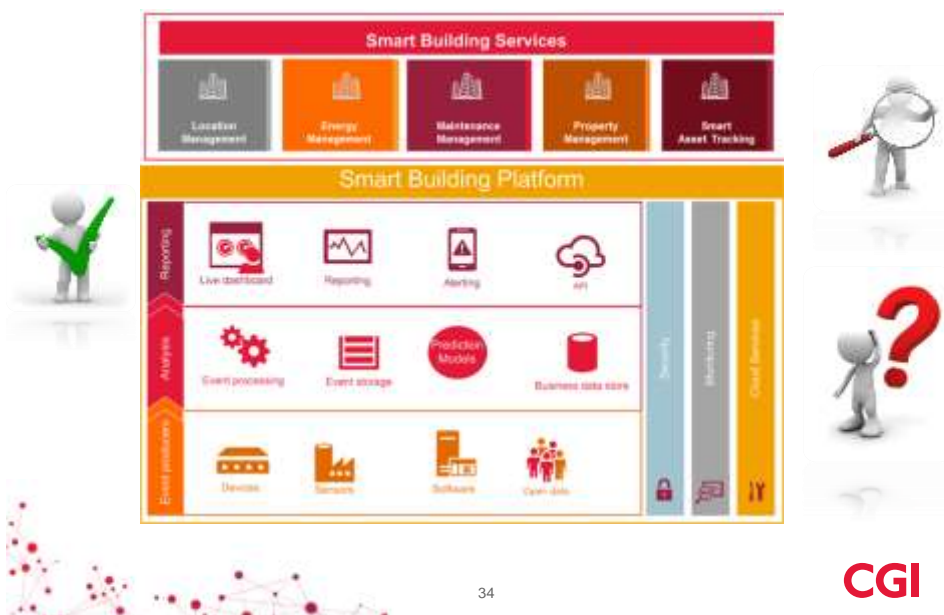 Smart Building Services
Location
Management
Energy
Management
Maintenance
Management
Property
Management
Smart
Asset Tracking
Smart Building Platform
Reporting
Live dashboard
Reporting
Alerting
API
Analysis
Event processing
Event storage
Prediction
Models
Business data store
Event producers
Devices
Sensors
Software
Open data
Security
Monitoring
Cloud Services
34
CGI